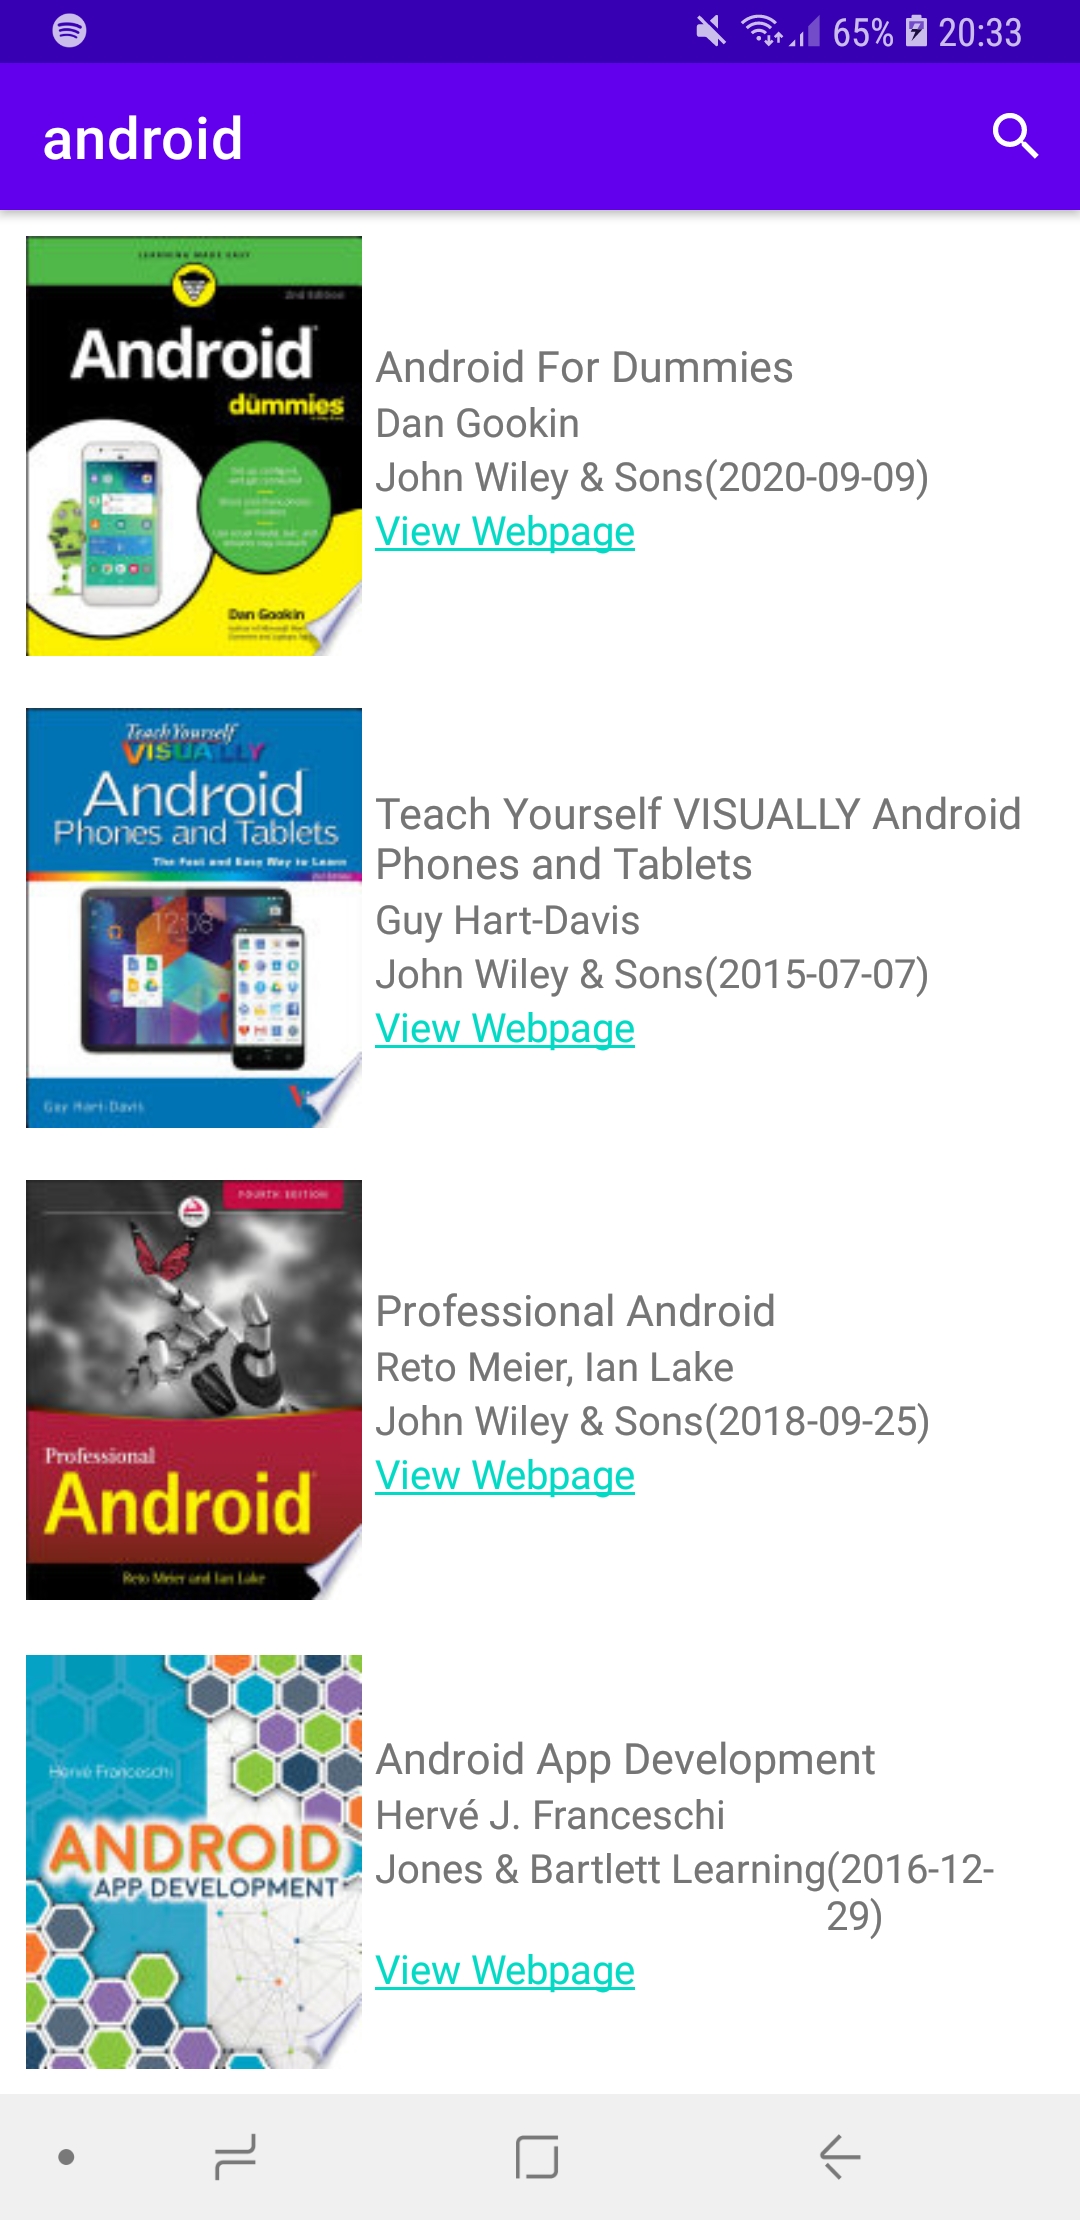 65% 20:33
android
LEARNING MADE EASY
2nd Edition
Android
dummies
Dan Gookin
Android For Dummies
Dan Gookin
John Wiley & Sons(2020-09-09)
View Webpage
Teach Yourself
VISUALLY
Android
Phones and Tablets
The Fast and Easy Way to Learn
12:08
Guy Hart-Davis
Teach Yourself VISUALLY Android
Phones and Tablets
Guy Hart-Davis
John Wiley & Sons(2015-07-07)
View Webpage
FOURTH EDITION
Professional
Android
Reto Meier and Ian Lake
Professional Android
Reto Meier, Ian Lake
John Wiley & Sons(2018-09-25)
View Webpage
Hervé Franceschi
ANDROID
APP DEVELOPMENT
Android App Development
Hervé J. Franceschi
Jones & Bartlett Learning(2016-12-
29)
View Webpage